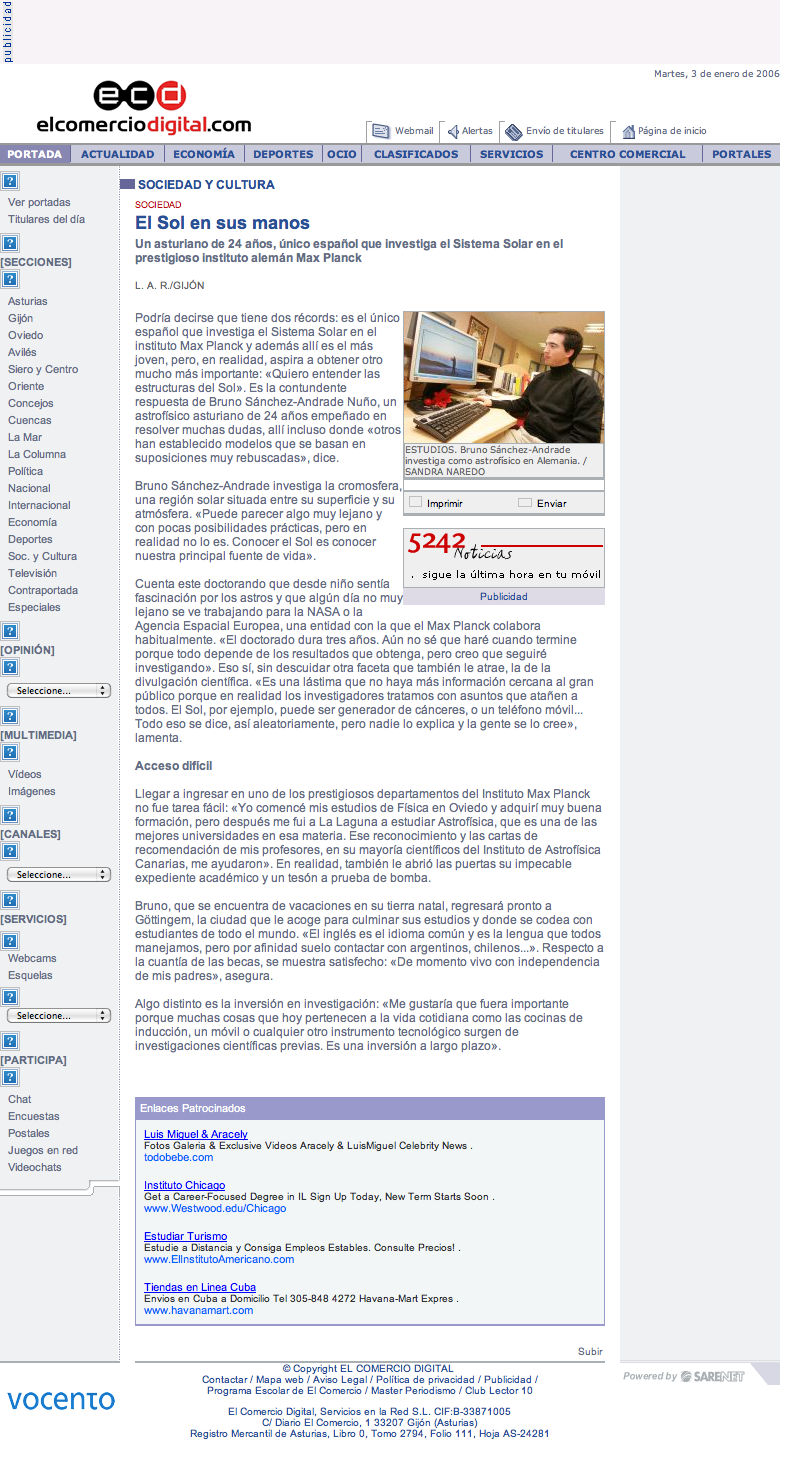 publicidad
Martes, 3 de enero de 2006
ecd
elcomerciodigital.com
Webmail
Alertas
Envío de titulares
Página de inicio
PORTADA
ACTUALIDAD
ECONOMÍA
DEPORTES
OCIO
CLASIFICADOS
SERVICIOS
CENTRO COMERCIAL
PORTALES
Ver portadas
Titulares del día
[SECCIONES]
Asturias
Gijón
Oviedo
Avilés
Siero y Centro
Oriente
Concejos
Cuencas
La Mar
La Columna
Política
Nacional
Internacional
Economía
Deportes
Soc. y Cultura
Televisión
Contraportada
Especiales
[OPINIÓN]
Seleccione...
[MULTIMEDIA]
Vídeos
Imágenes
[CANALES]
Seleccione...
[SERVICIOS]
Webcams
Esquelas
Seleccione...
[PARTICIPA]
Chat
Encuestas
Postales
Juegos en red
Videochats
SOCIEDAD Y CULTURA
SOCIEDAD
El Sol en sus manos
Un asturiano de 24 años, único español que investiga el Sistema Solar en el
prestigioso instituto alemán Max Planck
L. A. R./GIJÓN
Podría decirse que tiene dos récords: es el único
español que investiga el Sistema Solar en el
instituto Max Planck y además allí es el más
joven, pero, en realidad, aspira a obtener otro
mucho más importante: «Quiero entender las
estructuras del Sol». Es la contundente
respuesta de Bruno Sánchez-Andrade Nuño, un
astrofísico asturiano de 24 años empeñado en
resolver muchas dudas, allí incluso donde «otros
han establecido modelos que se basan en
suposiciones muy rebuscadas», dice.
ESTUDIOS. Bruno Sánchez-Andrade
investiga como astrofísico en Alemania. /
SANDRA NAREDO
Imprimir
Enviar
5242
Noticias
. sigue la última hora en tu móvil
Publicidad
Bruno Sánchez-Andrade investiga la cromosfera,
una región solar situada entre su superficie y su
atmósfera. «Puede parecer algo muy lejano y
con pocas posibilidades prácticas, pero en
realidad no lo es. Conocer el Sol es conocer
nuestra principal fuente de vida».
Cuenta este doctorando que desde niño sentía
fascinación por los astros y que algún día no muy
lejano se ve trabajando para la NASA o la
Agencia Espacial Europea, una entidad con la que el Max Planck colabora
habitualmente. «El doctorado dura tres años. Aún no sé que haré cuando termine
porque todo depende de los resultados que obtenga, pero creo que seguiré
investigando». Eso sí, sin descuidar otra faceta que también le atrae, la de la
divulgación científica. «Es una lástima que no haya más información cercana al gran
público porque en realidad los investigadores tratamos con asuntos que atañen a
todos. El Sol, por ejemplo, puede ser generador de cánceres, o un teléfono móvil...
Todo eso se dice, así aleatoriamente, pero nadie lo explica y la gente se lo cree»,
lamenta.
Acceso difícil
Llegar a ingresar en uno de los prestigiosos departamentos del Instituto Max Planck
no fue tarea fácil: «Yo comencé mis estudios de Física en Oviedo y adquirí muy buena
formación, pero después me fui a La Laguna a estudiar Astrofísica, que es una de las
mejores universidades en esa materia. Ese reconocimiento y las cartas de
recomendación de mis profesores, en su mayoría científicos del Instituto de Astrofísica
Canarias, me ayudaron». En realidad, también le abrió las puertas su impecable
expediente académico y un tesón a prueba de bomba.
Bruno, que se encuentra de vacaciones en su tierra natal, regresará pronto a
Göttingem, la ciudad que le acoge para culminar sus estudios y donde se codea con
estudiantes de todo el mundo. «El inglés es el idioma común y es la lengua que todos
manejamos, pero por afinidad suelo contactar con argentinos, chilenos...». Respecto a
la cuantía de las becas, se muestra satisfecho: «De momento vivo con independencia
de mis padres», asegura.
Algo distinto es la inversión en investigación: «Me gustaría que fuera importante
porque muchas cosas que hoy pertenecen a la vida cotidiana como las cocinas de
inducción, un móvil o cualquier otro instrumento tecnológico surgen de
investigaciones científicas previas. Es una inversión a largo plazo».
Enlaces Patrocinados
Luis Miguel & Aracely
Fotos Galeria & Exclusive Videos Aracely & LuisMiguel Celebrity News .
todobebe.com
Instituto Chicago
Get a Career-Focused Degree in IL Sign Up Today, New Term Starts Soon .
www.Westwood.edu/Chicago
Estudiar Turismo
Estudie a Distancia y Consiga Empleos Estables. Consulte Precios! .
www.ElInstitutoAmericano.com
Tiendas en Linea Cuba
Envios en Cuba a Domicilio Tel 305-848 4272 Havana-Mart Expres .
www.havanamart.com
Subir
© Copyright EL COMERCIO DIGITAL
Contactar / Mapa web / Aviso Legal / Política de privacidad / Publicidad /
Programa Escolar de El Comercio / Master Periodismo / Club Lector 10
El Comercio Digital, Servicios en la Red S.L. CIF:B-33871005
C/ Diario El Comercio, 1 33207 Gijón (Asturias)
Registro Mercantil de Asturias, Libro 0, Tomo 2794, Folio 111, Hoja AS-24281
vocento
Powered by SARENET